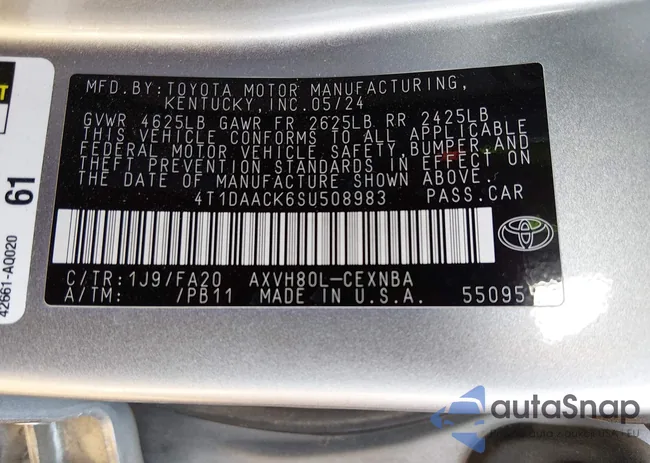 MFD.BY:TOYOTA MOTOR MANUFACTURING,
KENTUCKY,INC.05/24
GVWR 4625LB GAWR FR 2625LB RR 2425LB
THIS VEHICLE CONFORMS TO ALL APPLICABLE
FEDERAL MOTOR VEHICLE SAFETY,BUMPER,AND
THEFT PREVENTION STANDARDS IN EFFECT ON
THE DATE OF MANUFACTURE SHOWN ABOVE.
4T1DAACK6SU508983 PASS.CAR
C/TR:1J9/FA20 AXVH80L-CEXNBA
A/TM: /PB11 MADE IN U.S.A. 55095
61
42661-A0020
autaSnap